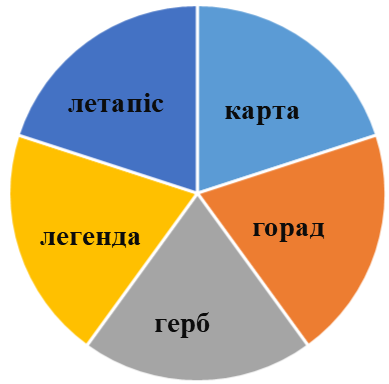 летапіс
карта
легенда
горад
герб